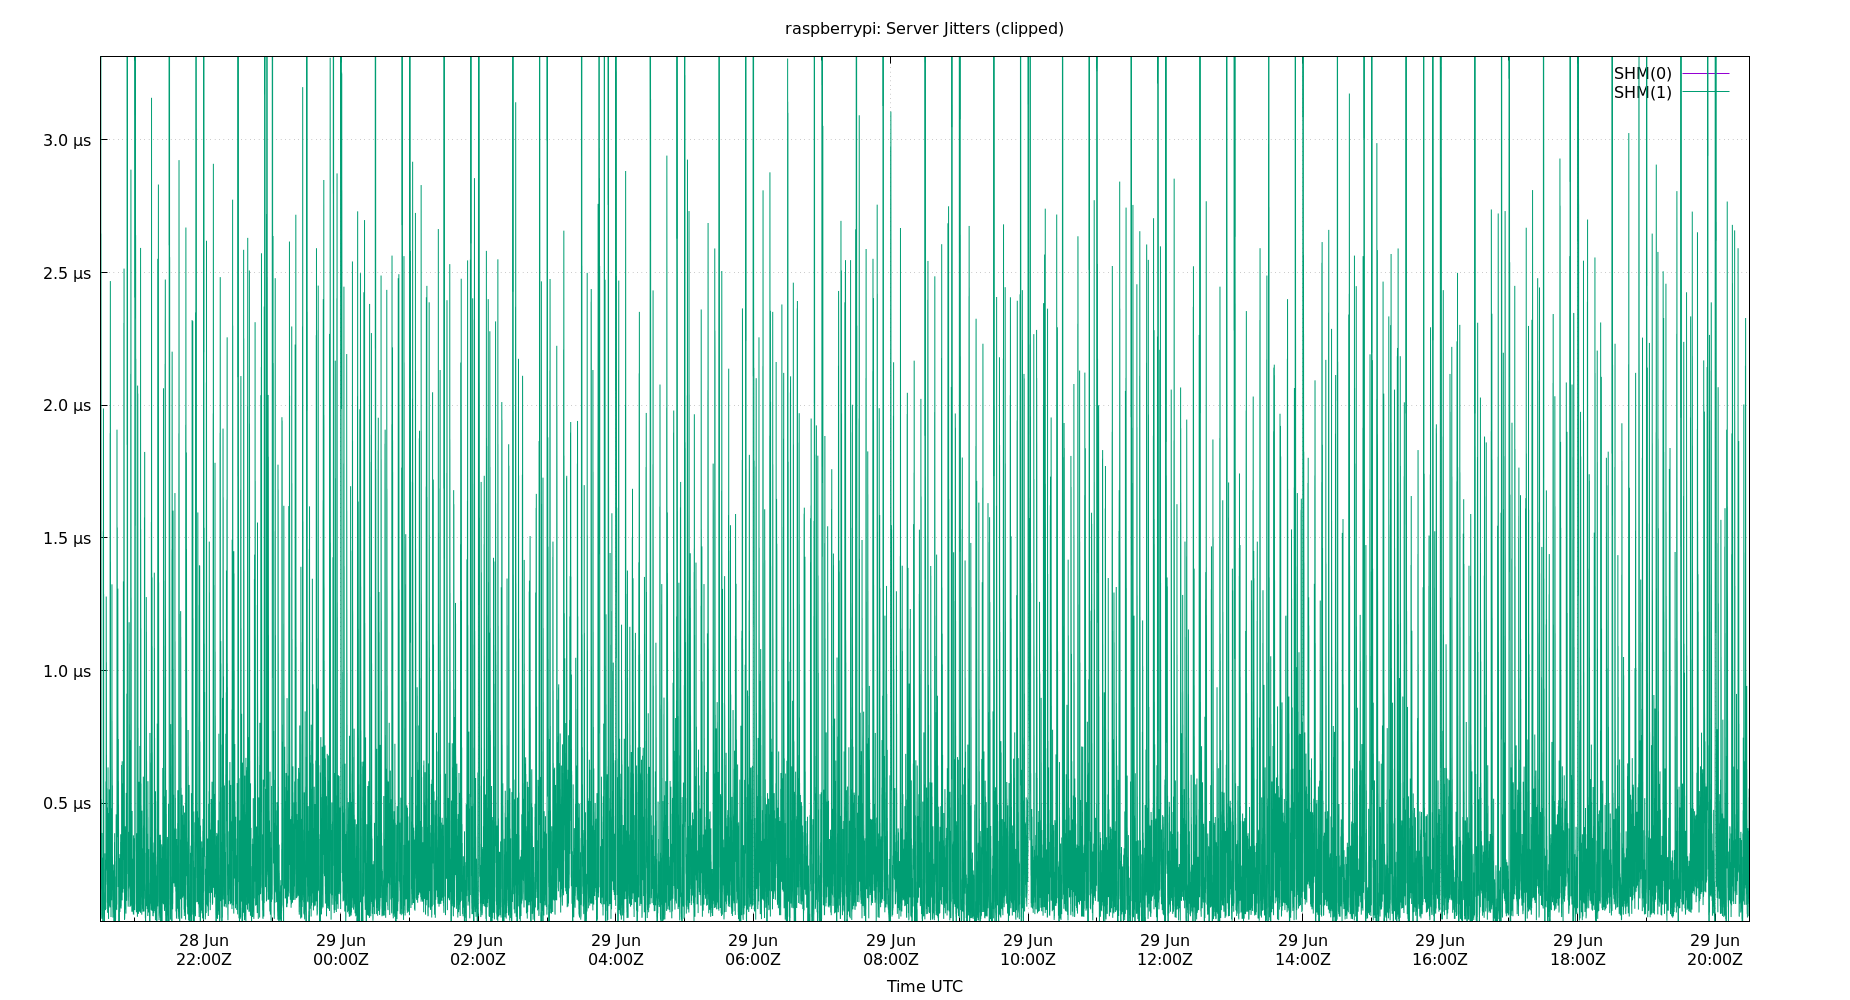 raspberrypi: Server Jitters (clipped)
SHM(0)
SHM(1)
3.0 µs
2.5 µs
2.0 µs
1.5 µs
1.0 µs
0.5 µs
28 Jun 29 Jun 29 Jun 29 Jun 29 Jun 29 Jun 29 Jun 29 Jun 29 Jun 29 Jun 29 Jun 29 Jun
22:00Z 00:00Z 02:00Z 04:00Z 06:00Z 08:00Z 10:00Z 12:00Z 14:00Z 16:00Z 18:00Z 20:00Z
Time UTC